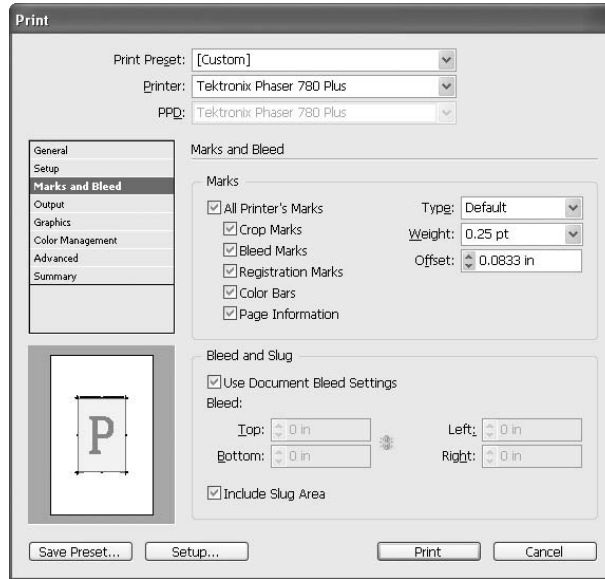 Print
Print Preset: [Custom]
Printer: Tektronix Phaser 780 Plus
PPD: Tektronix Phaser 780 Plus
General
Setup
Marks and Bleed
Output
Graphics
Color Management
Advanced
Summary
Marks and Bleed
Marks
All Printer's Marks
Crop Marks
Bleed Marks
Registration Marks
Color Bars
Page Information
Type: Default
Weight: 0.25 pt
Offset: 0.0833 in
P
Bleed and Slug
Use Document Bleed Settings
Bleed:
Top: 0 in
Bottom: 0 in
Left: 0 in
Right: 0 in
Include Slug Area
Save Preset...
Setup...
Print
Cancel